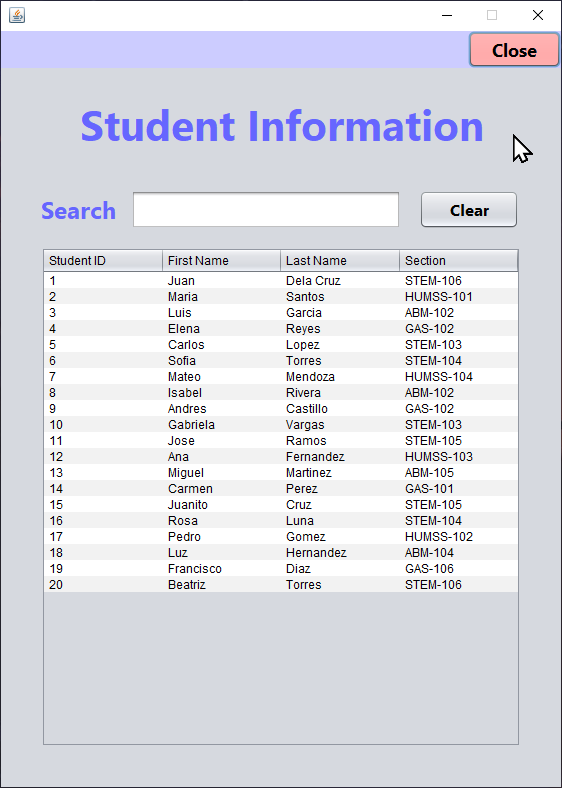 Close
Student Information
Search Clear
Student ID First Name Last Name Section
1 Juan Dela Cruz STEM-106
2 Maria Santos HUMSS-101
3 Luis Garcia ABM-102
4 Elena Reyes GAS-102
5 Carlos Lopez STEM-103
6 Sofia Torres STEM-104
7 Mateo Mendoza HUMSS-104
8 Isabel Rivera ABM-102
9 Andres Castillo GAS-102
10 Gabriela Vargas STEM-103
11 Jose Ramos STEM-105
12 Ana Fernandez HUMSS-103
13 Miguel Martinez ABM-105
14 Carmen Perez GAS-101
15 Juanito Cruz STEM-105
16 Rosa Luna STEM-104
17 Pedro Gomez HUMSS-102
18 Luz Hernandez ABM-104
19 Francisco Diaz GAS-106
20 Beatriz Torres STEM-106